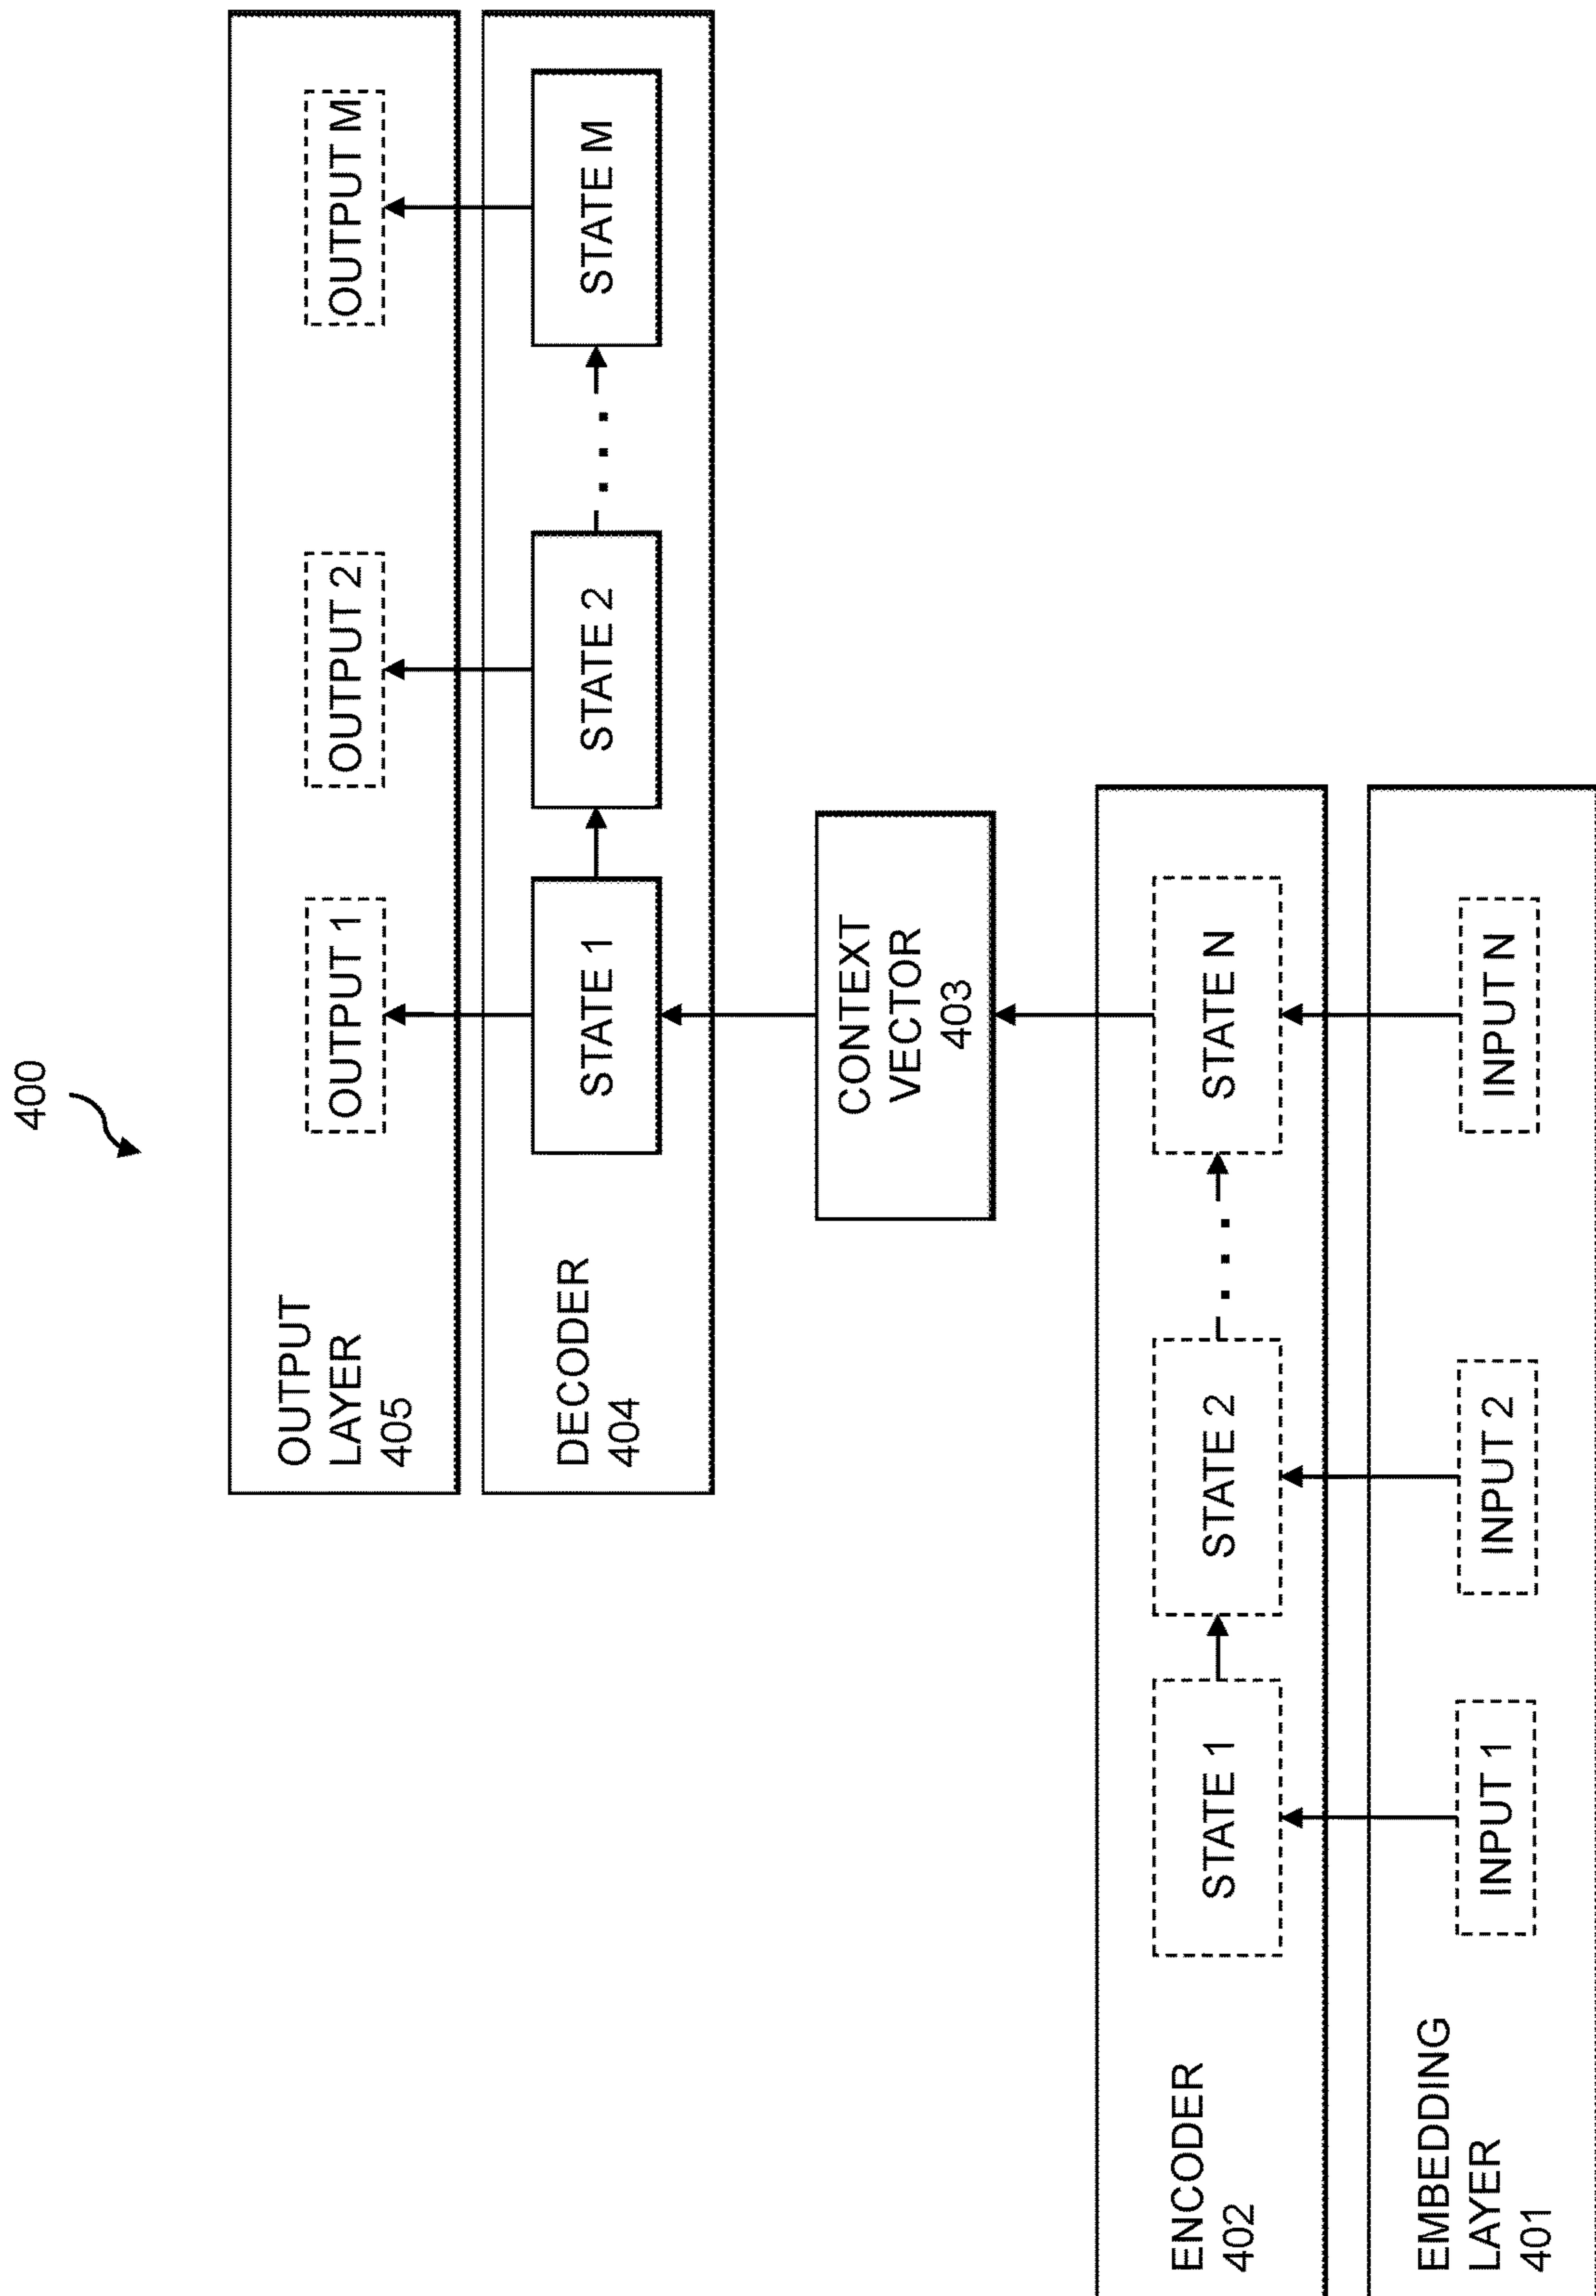 400
OUTPUT
LAYER
405
OUTPUT 1
OUTPUT 2
OUTPUT M
DECODER
404
STATE 1
STATE 2
STATE M
CONTEXT
VECTOR
403
ENCODER
402
STATE 1
STATE 2
STATE N
EMBEDDING
LAYER
401
INPUT 1
INPUT 2
INPUT N